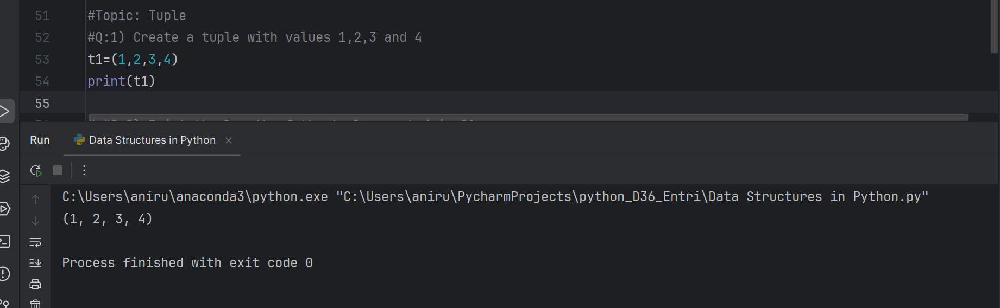 51 #Topic: Tuple
52 #Q:1) Create a tuple with values 1,2,3 and 4
53 t1=(1,2,3,4)
54 print(t1)
55
Run Data Structures in Python
C:\Users\aniru\anaconda3\python.exe "C:\Users\aniru\PycharmProjects\python_D36_Entri\Data Structures in Python.py"
(1, 2, 3, 4)
Process finished with exit code 0